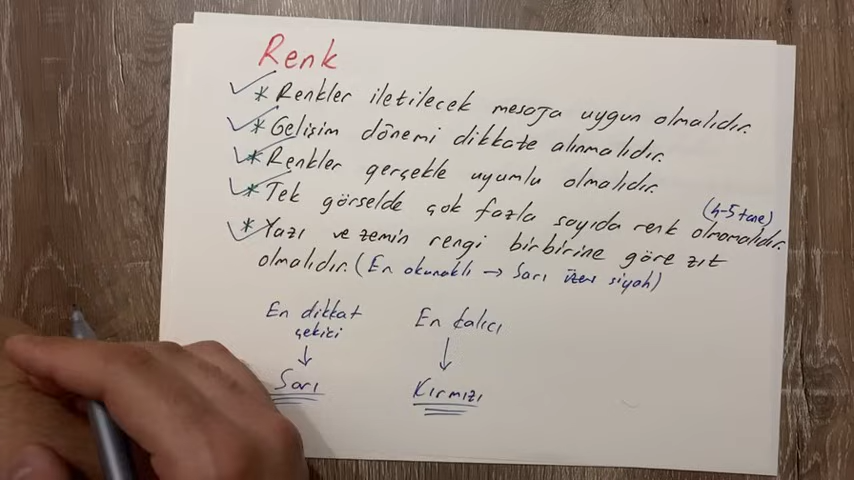 Renk
* Renkler iletilecek mesaja uygun olmalıdır.
* Gelişim dönemi dikkate alınmalıdır.
* Renkler gerçekle uyumlu olmalıdır.
(4-5 tane)
* Tek görselde çok fazla sayıda renk olmamalıdır.
* Yazı ve zemin rengi birbirine göre zıt
olmalıdır. (En okunaklı → Sarı üzeri siyah)
En dikkat
çekici
↓
Sarı
En kalıcı
↓
Kırmızı